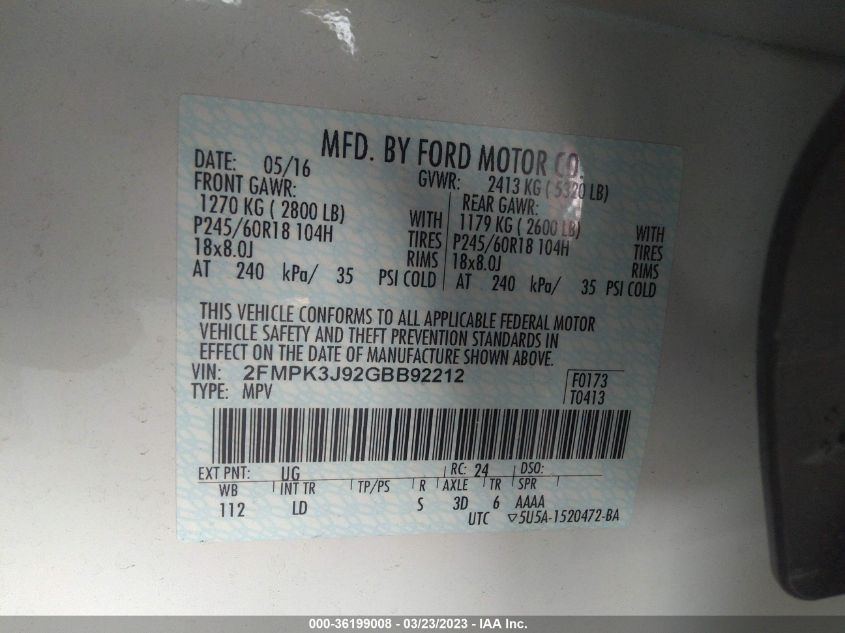 MFD. BY FORD MOTOR CO.
DATE: 05/16 GVWR: 2413 KG ( 5320 LB)
FRONT GAWR: REAR GAWR:
1270 KG ( 2800 LB) WITH 1179 KG ( 2600 LB) WITH
P245/60R18 104H TIRES P245/60R18 104H TIRES
18x8.0J RIMS 18x8.0J RIMS
AT 240 kPa/ 35 PSI COLD AT 240 kPa/ 35 PSI COLD
THIS VEHICLE CONFORMS TO ALL APPLICABLE FEDERAL MOTOR
VEHICLE SAFETY AND THEFT PREVENTION STANDARDS IN
EFFECT ON THE DATE OF MANUFACTURE SHOWN ABOVE.
VIN: 2FMPK3J92GBB92212 F0173
TYPE: MPV T0413
EXT PNT: UG RC: 24 DSO:
WB INT TR TP/PS R AXLE TR SPR
112 LD S 3D 6 AAAA
UTC ▽5U5A-1520472-BA
000-36199008 - 03/23/2023 - IAA Inc.